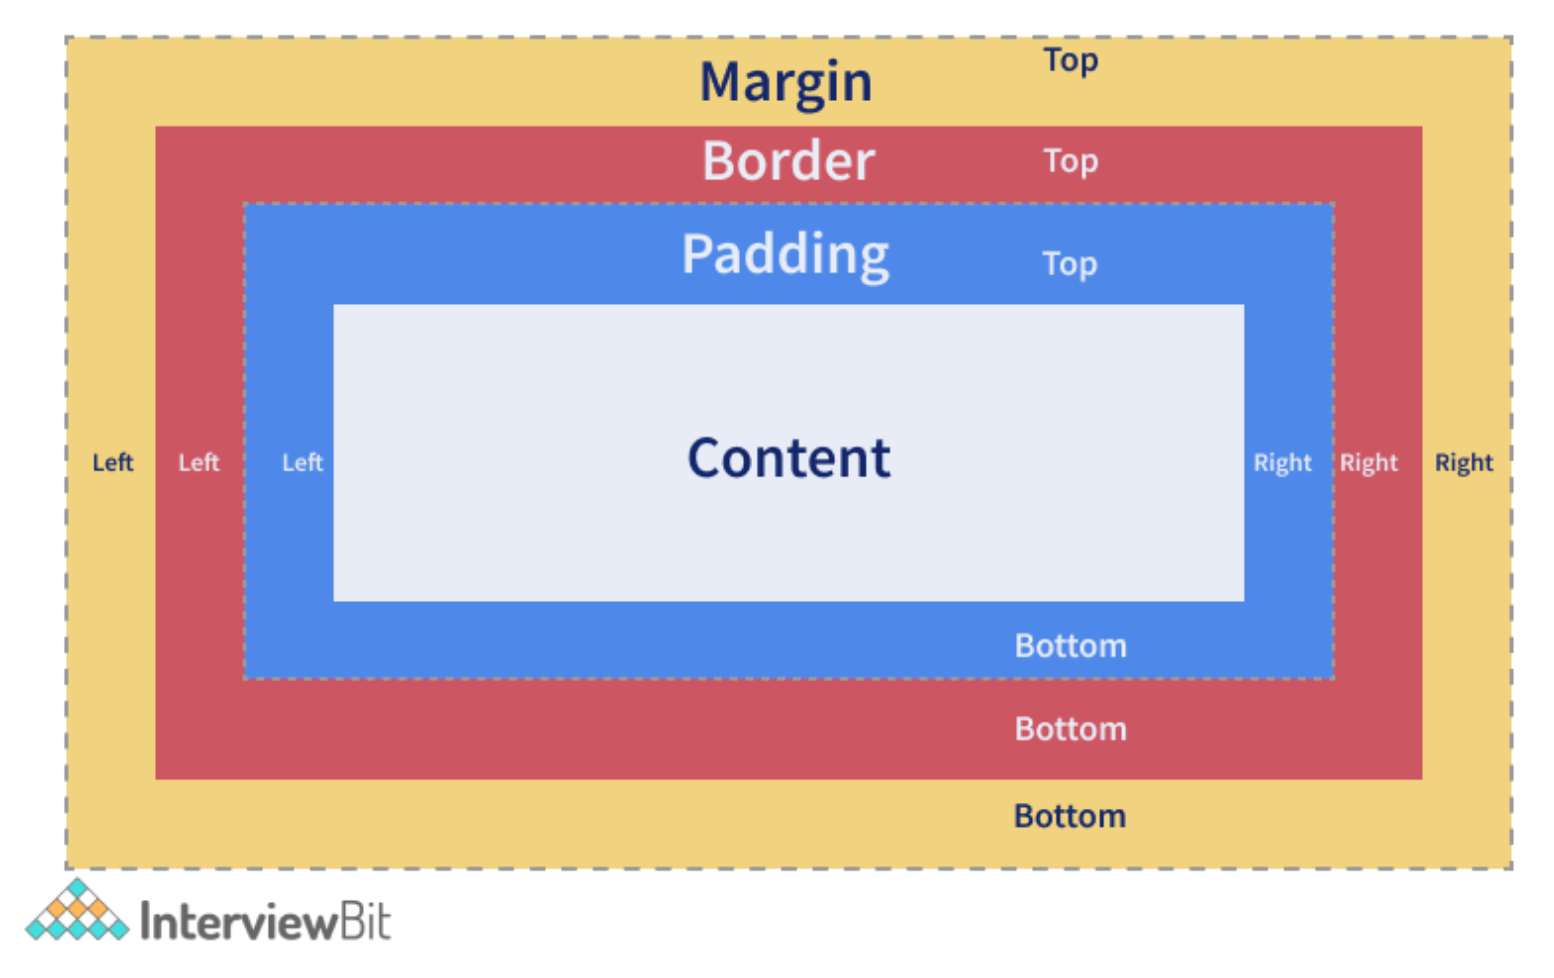 Top
Margin
Border Top
Padding Top
Content
Left Left Left Right Right Right
Bottom
Bottom
Bottom
InterviewBit